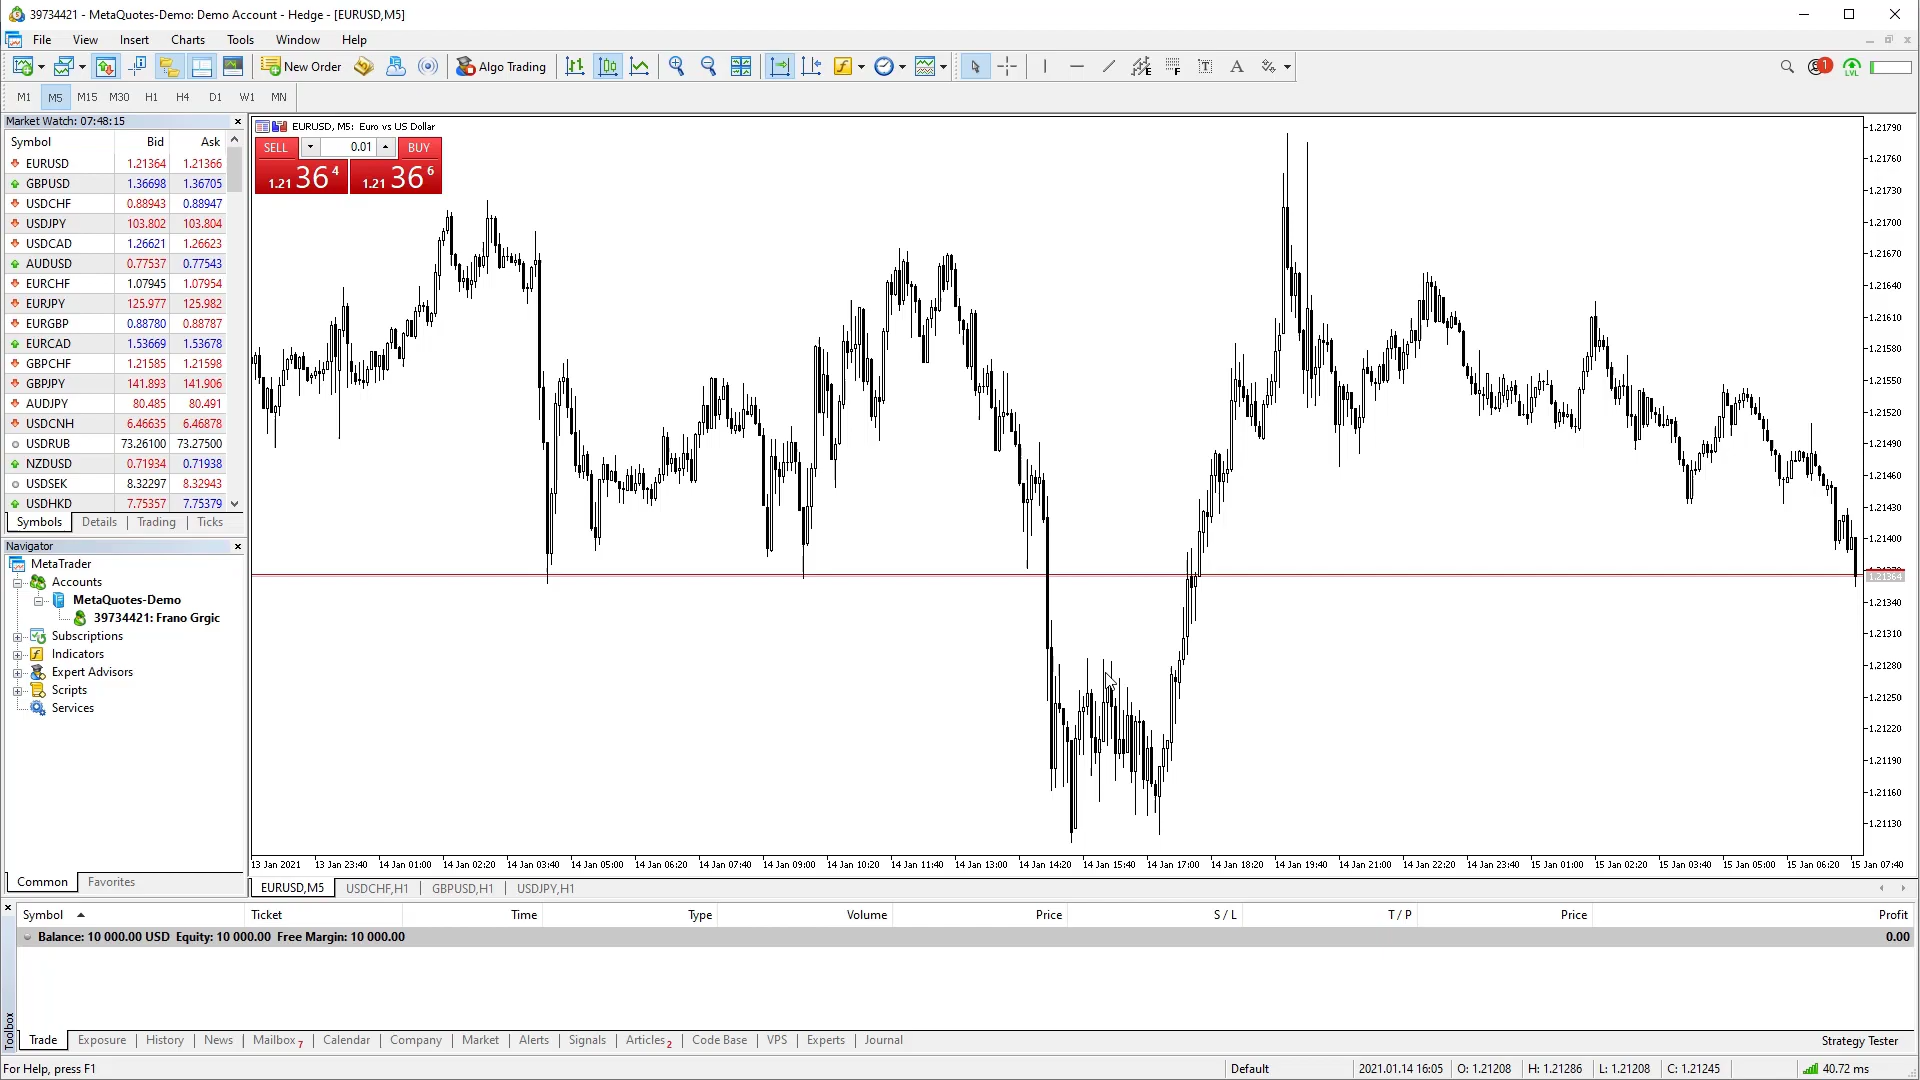 39734421 - MetaQuotes-Demo: Demo Account - Hedge - [EURUSD,M5]
File View Insert Charts Tools Window Help
New Order Algo Trading 1 LVL
M1 M5 M15 M30 H1 H4 D1 W1 MN
Market Watch: 07:48:15
Symbol Bid Ask
EURUSD 1.21364 1.21366
GBPUSD 1.36698 1.36705
USDCHF 0.88943 0.88947
USDJPY 103.802 103.804
USDCAD 1.26621 1.26623
AUDUSD 0.77537 0.77543
EURCHF 1.07945 1.07954
EURJPY 125.977 125.982
EURGBP 0.88780 0.88787
EURCAD 1.53669 1.53678
GBPCHF 1.21585 1.21598
GBPJPY 141.893 141.906
AUDJPY 80.485 80.491
USDCNH 6.46635 6.46878
USDRUB 73.26100 73.27500
NZDUSD 0.71934 0.71938
USDSEK 8.32297 8.32943
USDHKD 7.75357 7.75379
Symbols Details Trading Ticks
Navigator
MetaTrader
Accounts
MetaQuotes-Demo
39734421: Frano Grgic
Subscriptions
Indicators
Expert Advisors
Scripts
Services
Common Favorites
EURUSD, M5: Euro vs US Dollar
SELL 0.01 BUY
1.21 36 4 1.21 36 6
1.21790
1.21760
1.21730
1.21700
1.21670
1.21640
1.21610
1.21580
1.21550
1.21520
1.21490
1.21460
1.21430
1.21400
1.21364
1.21340
1.21310
1.21280
1.21250
1.21220
1.21190
1.21160
1.21130
13 Jan 2021 13 Jan 23:40 14 Jan 01:00 14 Jan 02:20 14 Jan 03:40 14 Jan 05:00 14 Jan 06:20 14 Jan 07:40 14 Jan 09:00 14 Jan 10:20 14 Jan 11:40 14 Jan 13:00 14 Jan 14:20 14 Jan 15:40 14 Jan 17:00 14 Jan 18:20 14 Jan 19:40 14 Jan 21:00 14 Jan 22:20 14 Jan 23:40 15 Jan 01:00 15 Jan 02:20 15 Jan 03:40 15 Jan 05:00 15 Jan 06:20 15 Jan 07:40
EURUSD,M5 USDCHF,H1 GBPUSD,H1 USDJPY,H1
Symbol Ticket Time Type Volume Price S / L T / P Price Profit
Balance: 10 000.00 USD Equity: 10 000.00 Free Margin: 10 000.00 0.00
Toolbox
Trade Exposure History News Mailbox 7 Calendar Company Market Alerts Signals Articles 2 Code Base VPS Experts Journal Strategy Tester
For Help, press F1 Default 2021.01.14 16:05 O: 1.21208 H: 1.21286 L: 1.21208 C: 1.21245 40.72 ms